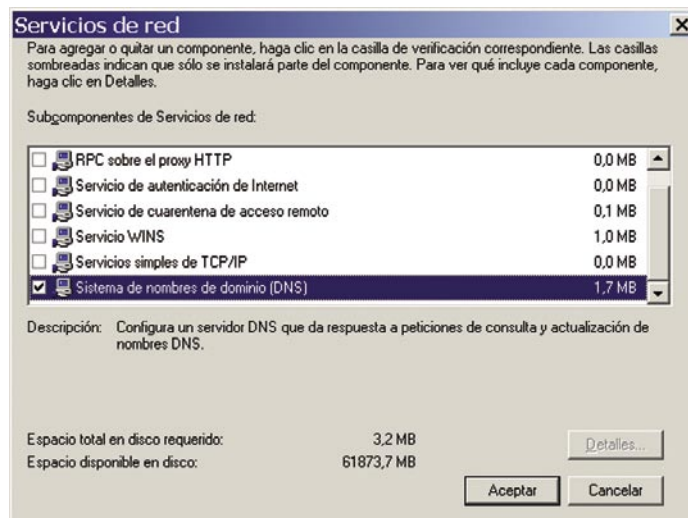 Servicios de red
Para agregar o quitar un componente, haga clic en la casilla de verificación correspondiente. Las casillas
sombreadas indican que sólo se instalará parte del componente. Para ver qué incluye cada componente,
haga clic en Detalles.
Subcomponentes de Servicios de red:
RPC sobre el proxy HTTP 0,0 MB
Servicio de autenticación de Internet 0,0 MB
Servicio de cuarentena de acceso remoto 0,1 MB
Servicio WINS 1,0 MB
Servicios simples de TCP/IP 0,0 MB
Sistema de nombres de dominio (DNS) 1,7 MB
Descripción: Configura un servidor DNS que da respuesta a peticiones de consulta y actualización de
nombres DNS.
Espacio total en disco requerido: 3,2 MB
Detalles...
Espacio disponible en disco: 61873,7 MB
Aceptar Cancelar